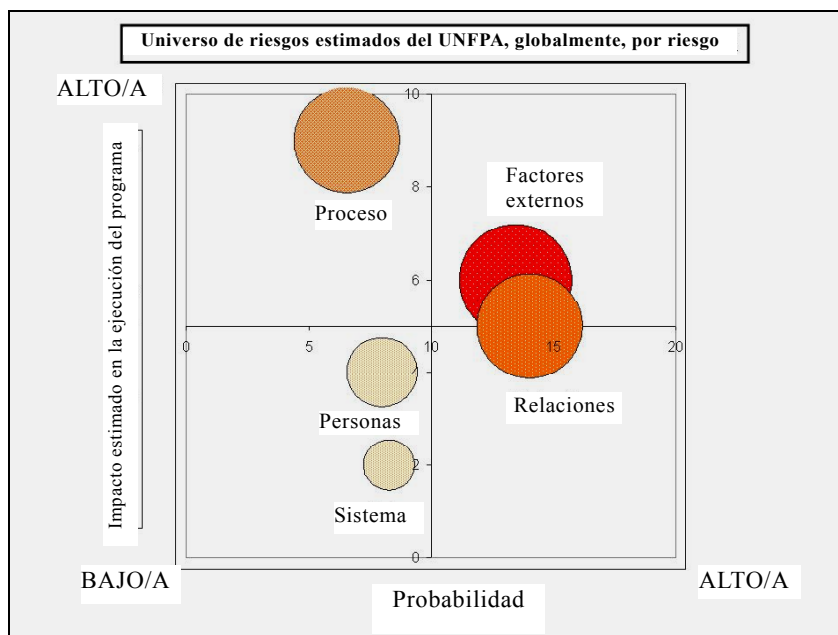 Universo de riesgos estimados del UNFPA, globalmente, por riesgo
ALTO/A
10
Factores
externos
8
Proceso
Impacto estimado en la ejecución del programa
6
0
5
10
15
20
Personas
Relaciones
2
Sistema
0
BAJO/A
Probabilidad
ALTO/A